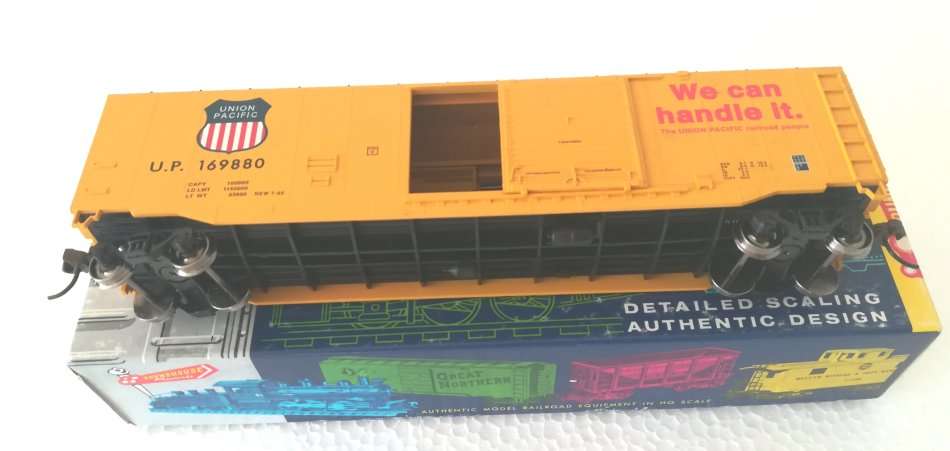 UNION
PACIFIC
U.P. 169880
CAPY
LD LMT
LT WT
NEW
We can
handle it.
The UNION PACIFIC railroad people
DETAILED SCALING
AUTHENTIC DESIGN
ROUNDHOUSE
GREAT
NORTHERN
AUTHENTIC MODEL RAILROAD EQUIPMENT IN HO SCALE